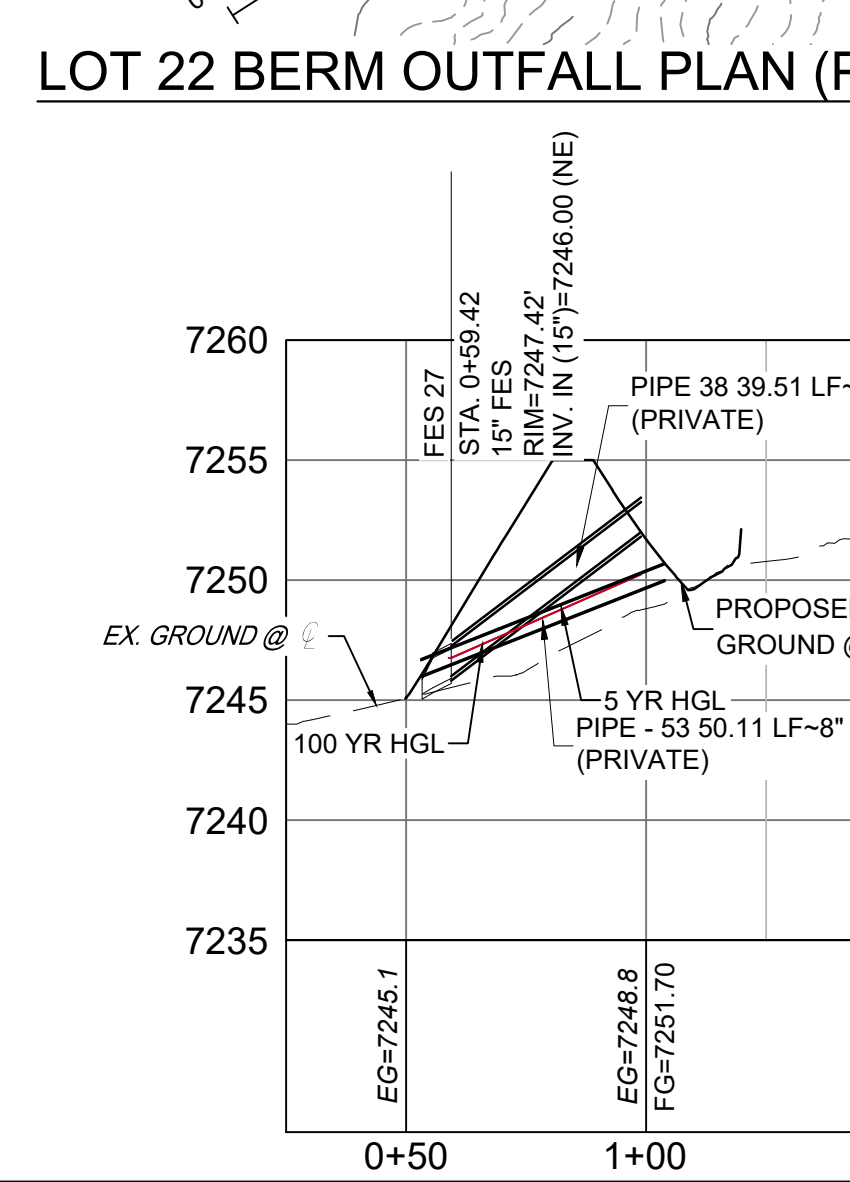 LOT 22 BERM OUTFALL PLAN (P
FES 27
STA. 0+59.42
15" FES
RIM=7247.42'
INV. IN (15")=7246.00 (NE)
7260
PIPE 38 39.51 LF~
(PRIVATE)
7255
7250
PROPOSE
GROUND @
EX. GROUND @ ℄
7245
5 YR HGL
100 YR HGL
PIPE - 53 50.11 LF~8"
(PRIVATE)
7240
7235
EG=7245.1
EG=7248.8
FG=7251.70
0+50
1+00